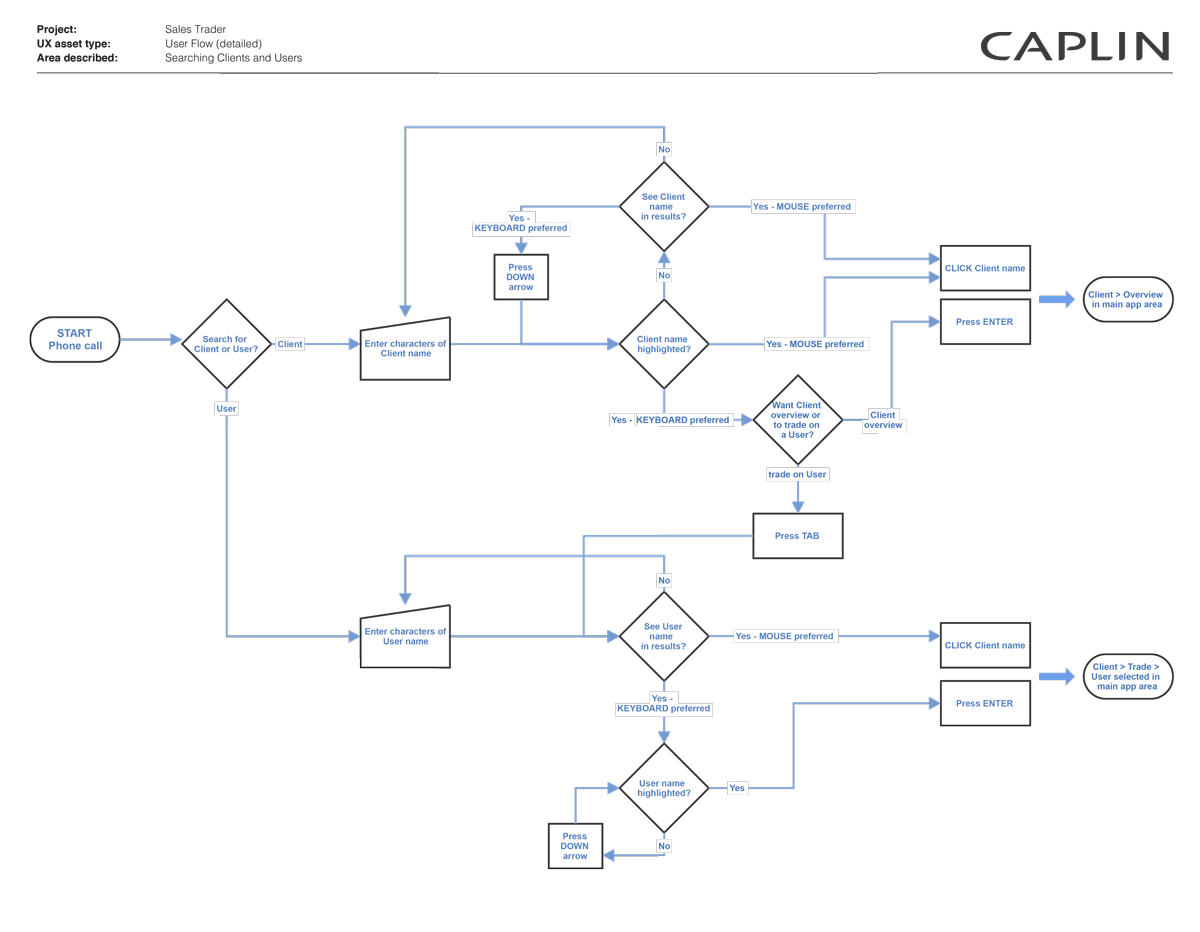 Project: Sales Trader
UX asset type: User Flow (detailed)
Area described: Searching Clients and Users
CAPLIN
No
See Client
name
in results?
Yes - MOUSE preferred
Yes -
KEYBOARD preferred
Press
DOWN
arrow
No
CLICK Client name
Client > Overview
in main app area
Press ENTER
START
Phone call
Search for
Client or User?
Client
Enter characters of
Client name
Client name
highlighted?
Yes - MOUSE preferred
User
Yes - KEYBOARD preferred
Want Client
overview or
to trade on
a User?
Client
overview
trade on User
Press TAB
No
Enter characters of
User name
See User
name
in results?
Yes - MOUSE preferred
CLICK Client name
Client > Trade >
User selected in
main app area
Yes -
KEYBOARD preferred
Press ENTER
User name
highlighted?
Yes
Press
DOWN
arrow
No